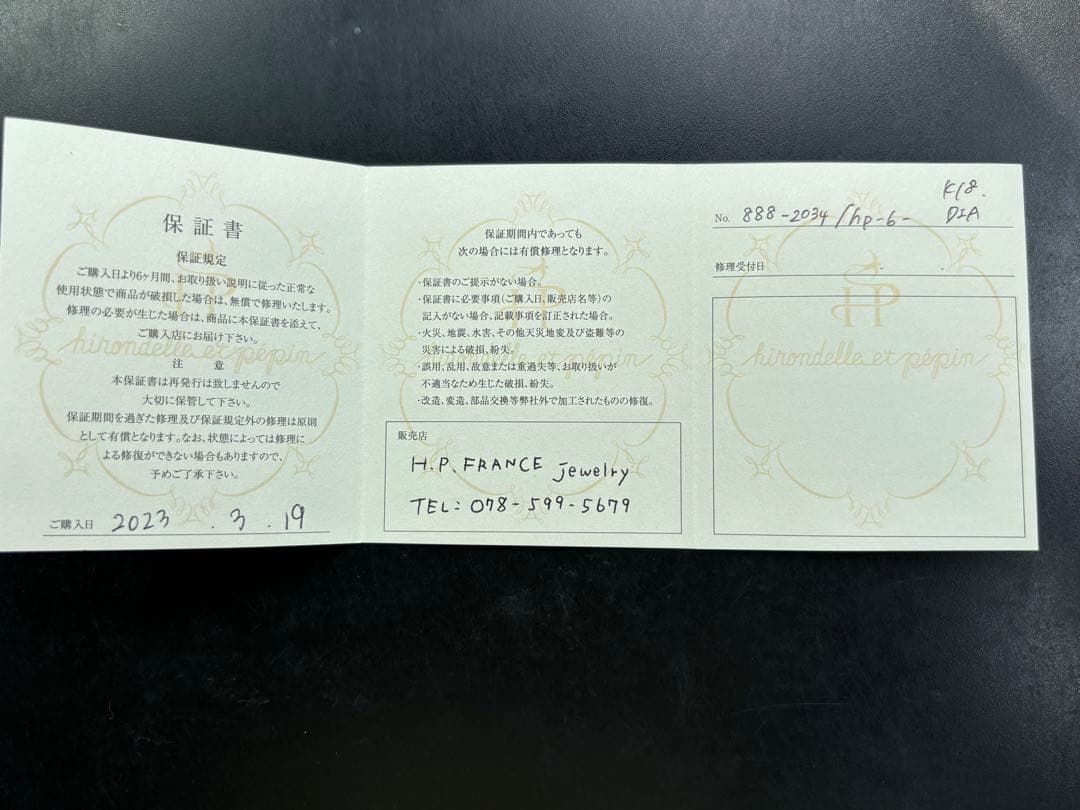 保証書
保証規定
ご購入日より6ヶ月間、お取り扱い説明に従った正常な
使用状態で商品が破損した場合は、無償で修理いたします。
修理の必要が生じた場合は、商品に本保証書を添えて、
ご購入店にお届け下さい。
注 意
本保証書は再発行は致しませんので
大切に保管して下さい。
保証期間を過ぎた修理及び保証規定外の修理は原則
として有償となります。なお、状態によっては修理に
よる修復ができない場合もありますので、
予めご了承下さい。
ご購入日 2023 . 3 . 19
HP
hirondelle et pépin
保証期間内であっても
次の場合には有償修理となります。
・保証書のご提示がない場合。
・保証書に必要事項(ご購入日、販売店名等)の
記入がない場合、記載事項を訂正された場合。
・火災、地震、水害、その他天災地変及び盗難等の
災害による破損、紛失。
・誤用、乱用、故意または重過失等、お取り扱いが
不適当なため生じた破損、紛失。
・改造、変造、部品交換等弊社外で加工されたものの修復。
hirondelle et pépin
販売店
H.P.FRANCE jewelry
TEL: 078-599-5679
K18.
No. 888-2034/hp-6- DIA
修理受付日 . .
HP
hirondelle et pépin